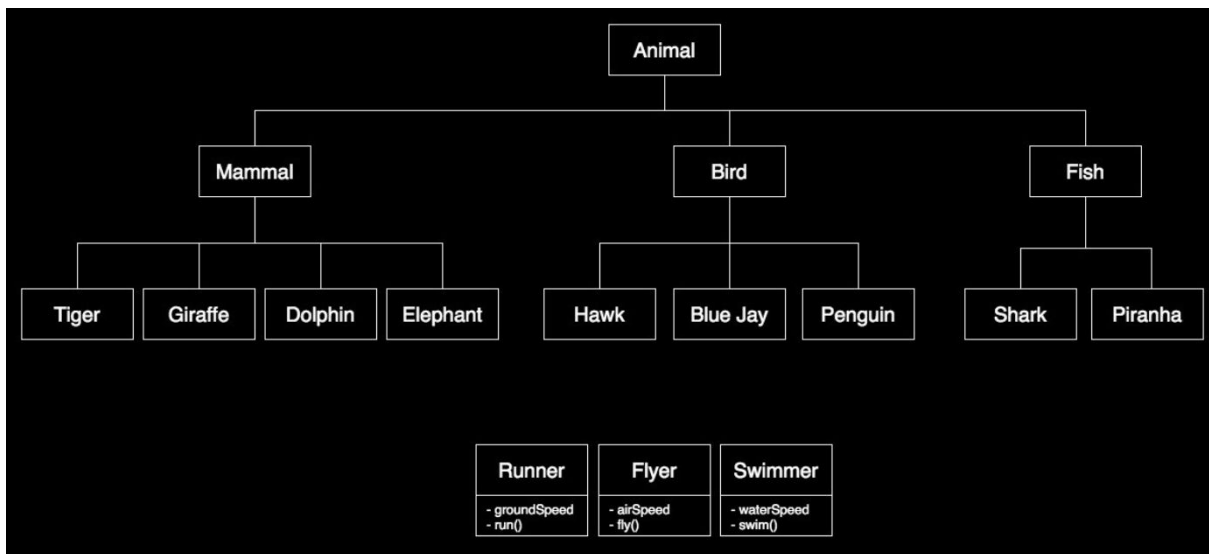 Animal
Mammal
Bird
Fish
Tiger
Giraffe
Dolphin
Elephant
Hawk
Blue Jay
Penguin
Shark
Piranha
Runner
- groundSpeed
- run()
Flyer
- airSpeed
- fly()
Swimmer
- waterSpeed
- swim()